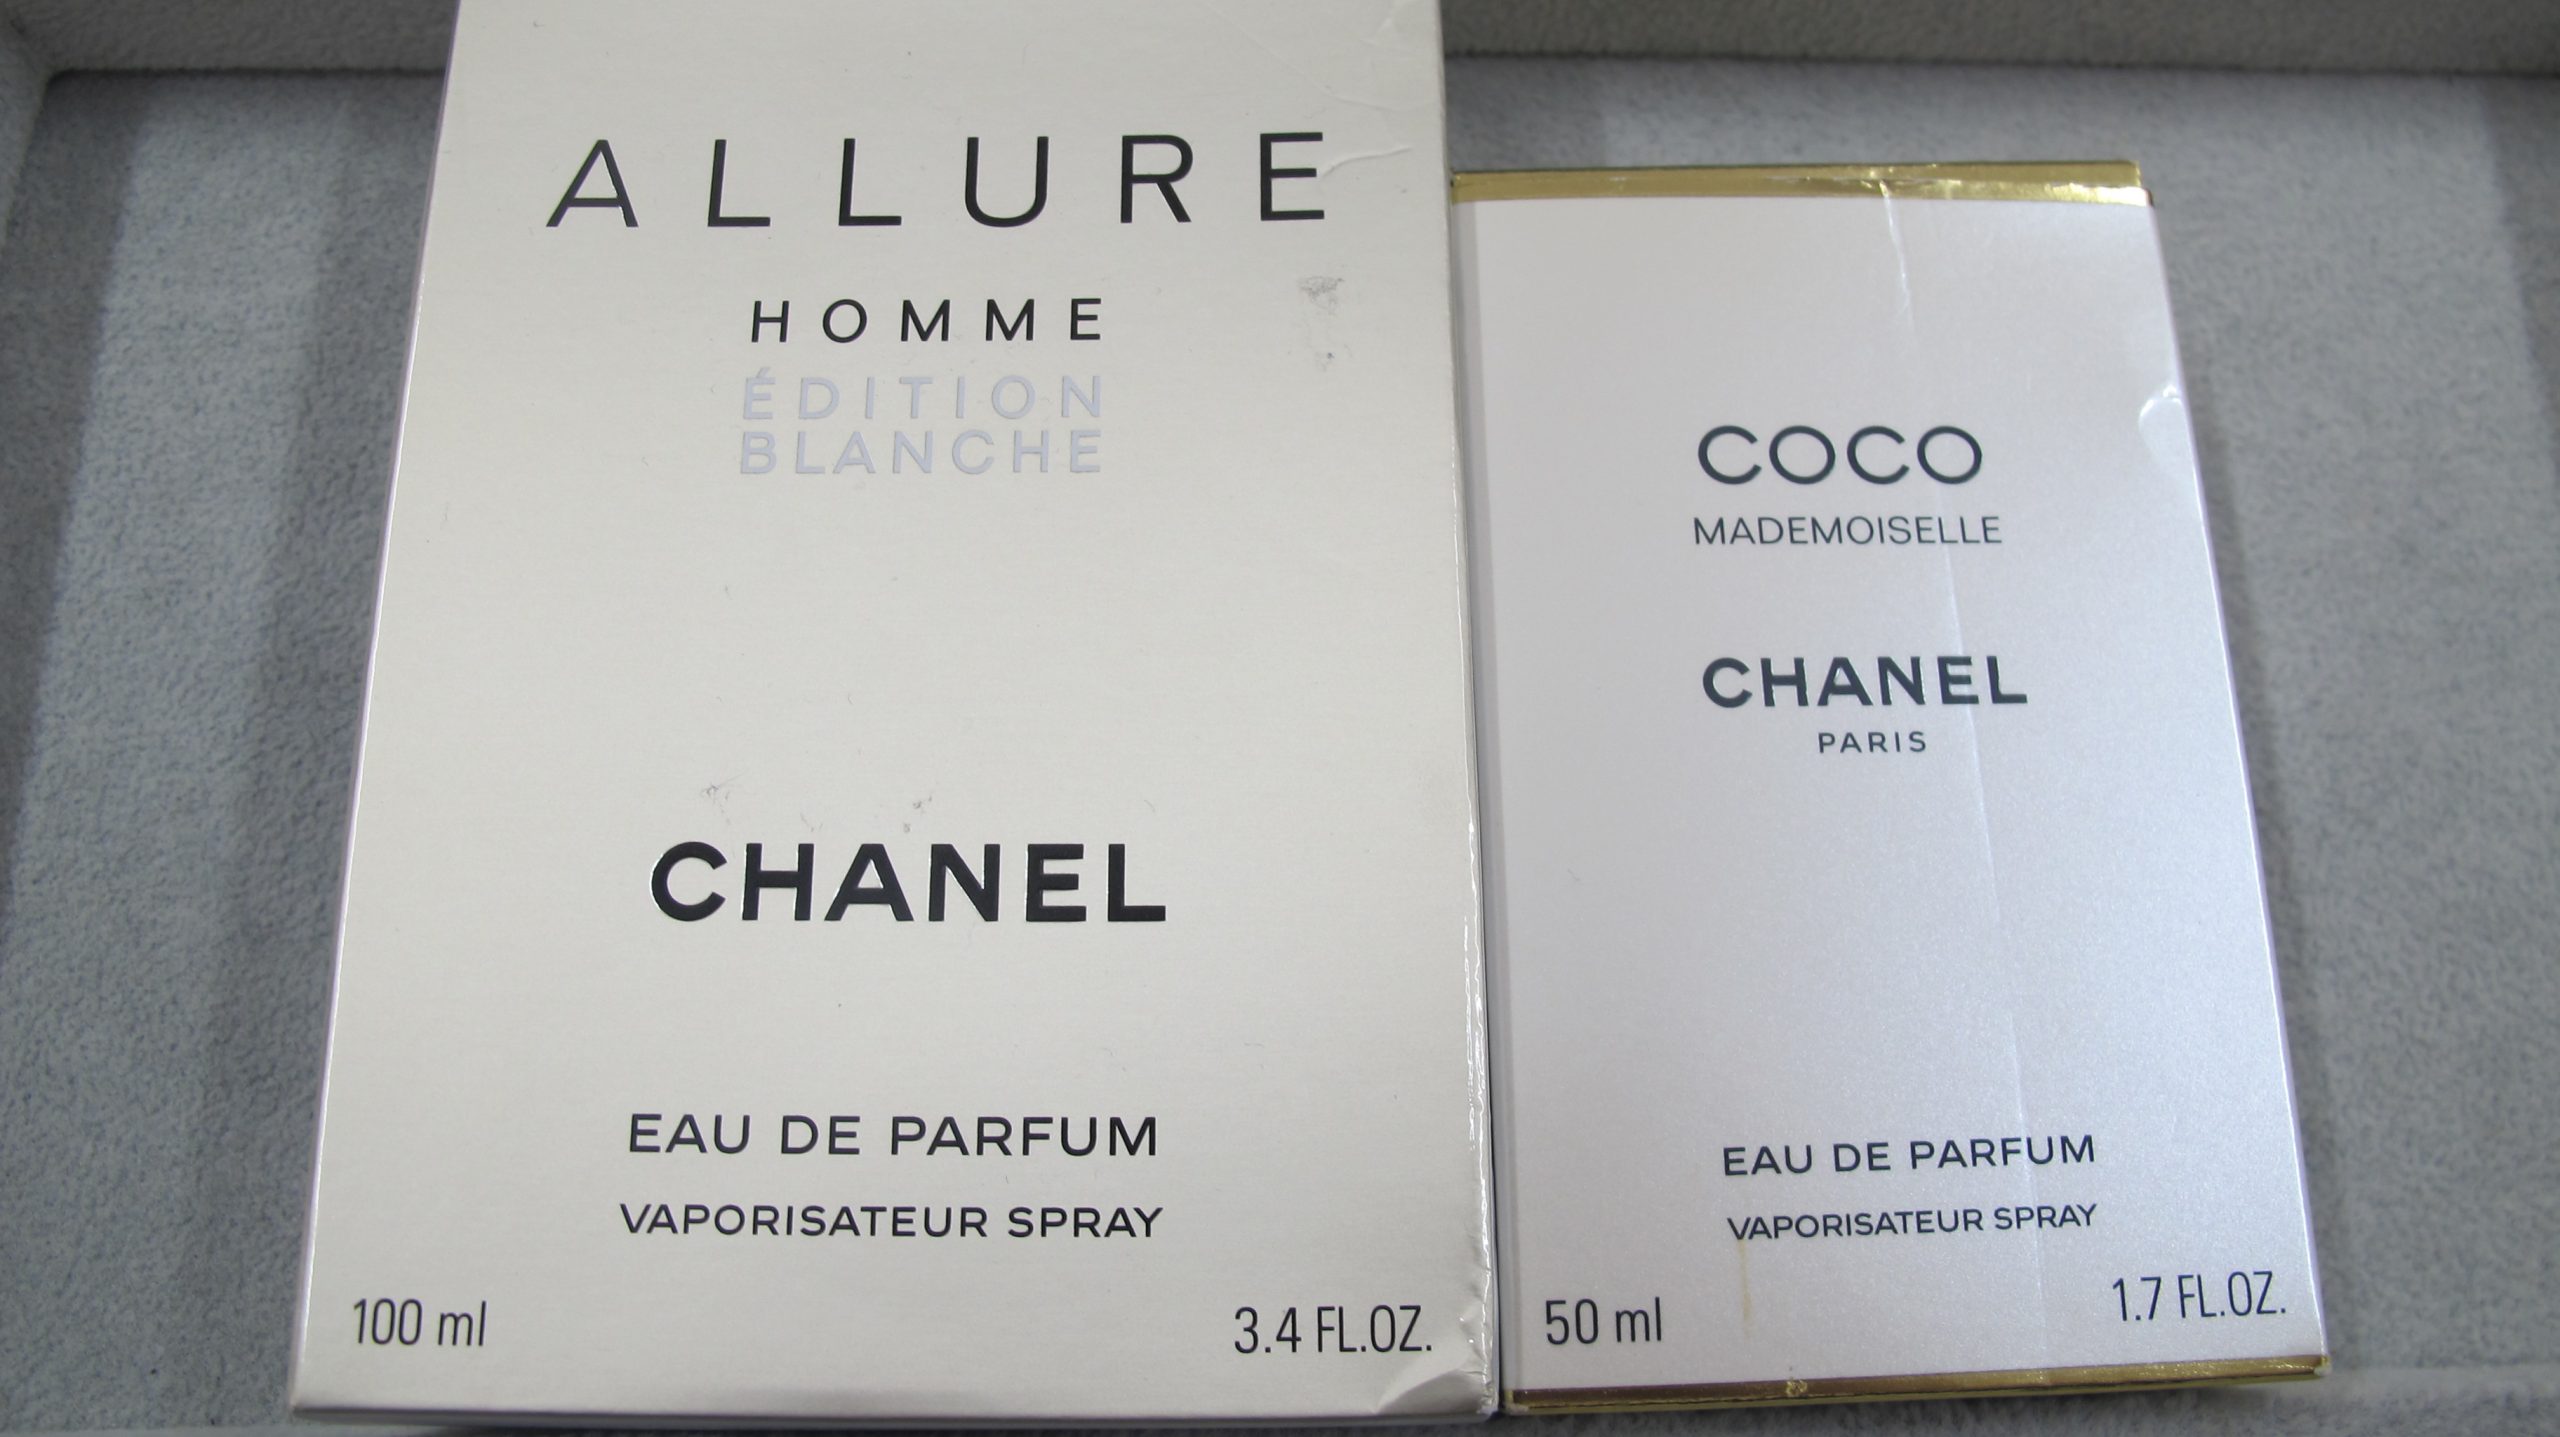 ALLURE
HOMME
ÉDITION
BLANCHE
CHANEL
EAU DE PARFUM
VAPORISATEUR SPRAY
100 ml
3.4 FL.OZ.
COCO
MADEMOISELLE
CHANEL
PARIS
EAU DE PARFUM
VAPORISATEUR SPRAY
50 ml
1.7 FL.OZ.